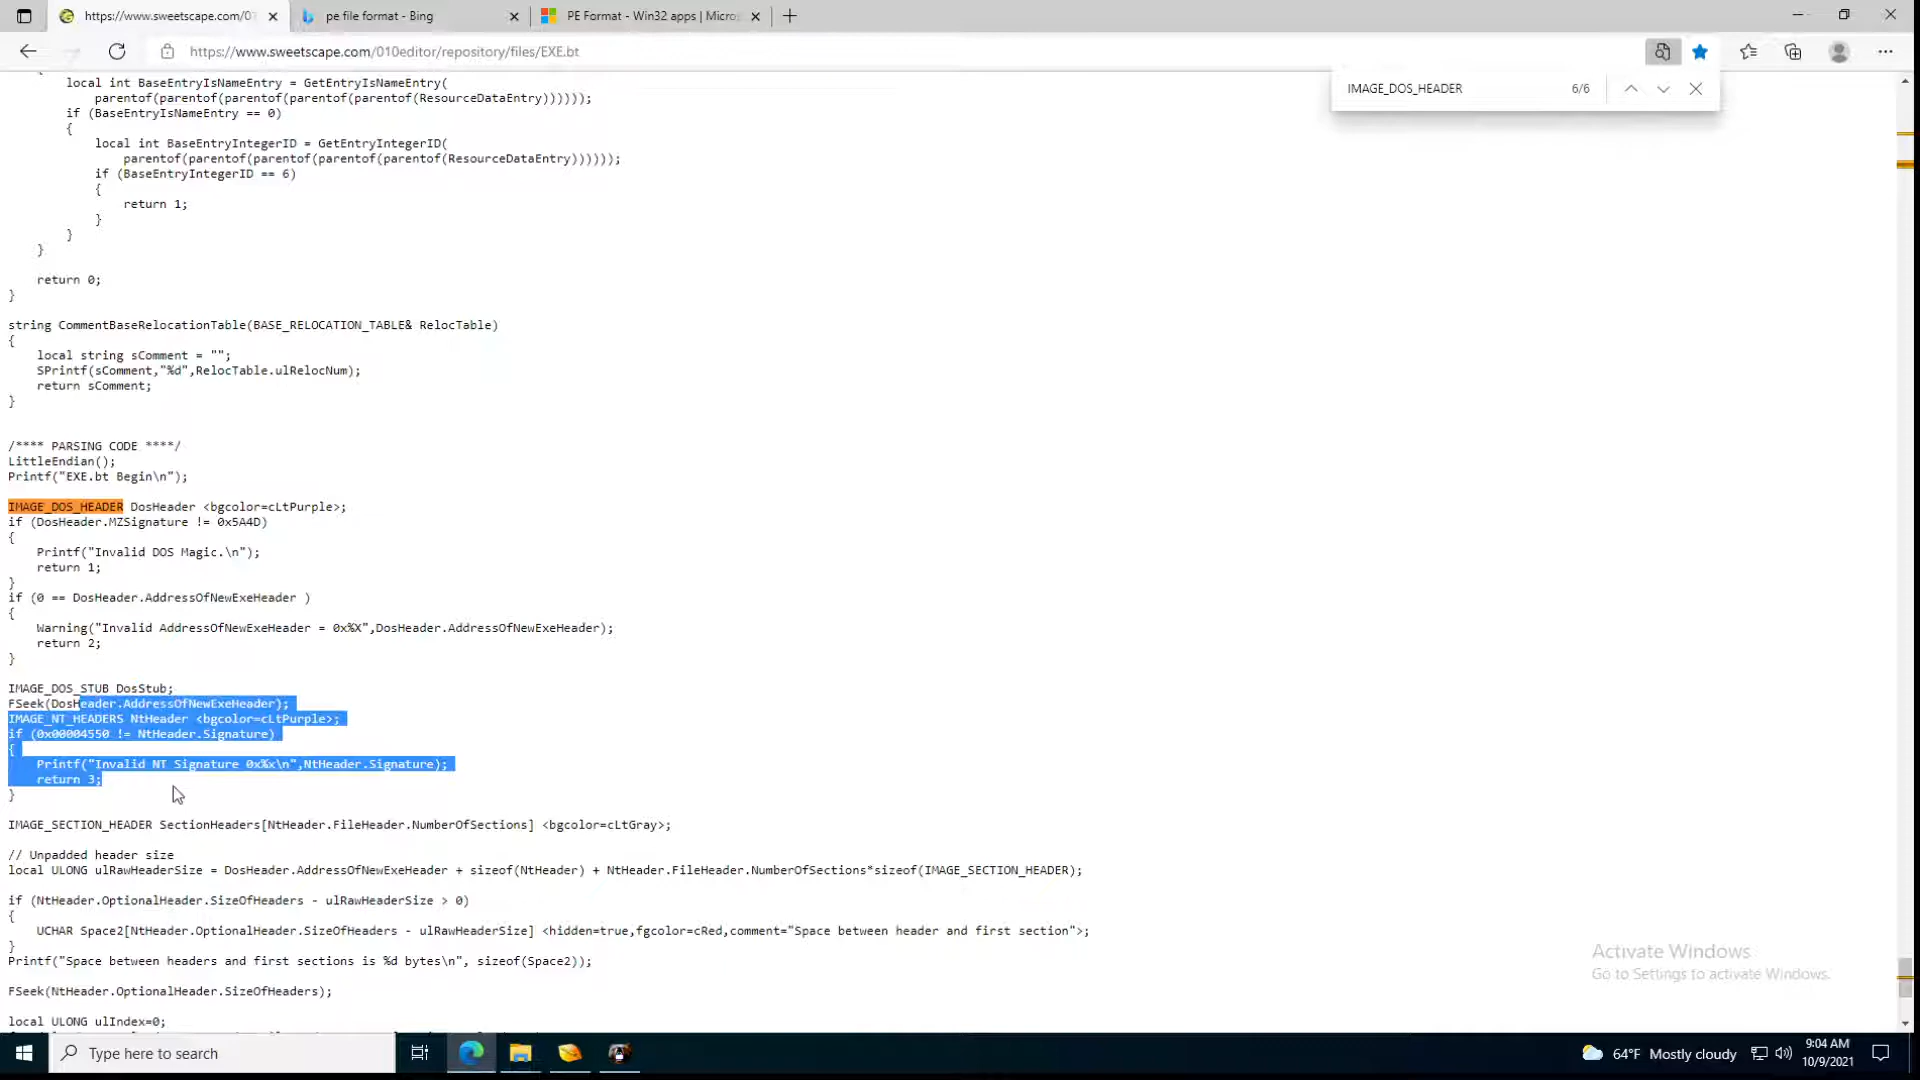 https://www.sweetscape.com/01
pe file format - Bing
PE Format - Win32 apps | Micros
https://www.sweetscape.com/010editor/repository/files/EXE.bt
IMAGE_DOS_HEADER 6/6
local int BaseEntryIsNameEntry = GetEntryIsNameEntry(
parentof(parentof(parentof(parentof(parentof(ResourceDataEntry))))));
if (BaseEntryIsNameEntry == 0)
{
local int BaseEntryIntegerID = GetEntryIntegerID(
parentof(parentof(parentof(parentof(parentof(ResourceDataEntry))))));
if (BaseEntryIntegerID == 6)
{
return 1;
}
}
}
return 0;
}
string CommentBaseRelocationTable(BASE_RELOCATION_TABLE& RelocTable)
{
local string sComment = "";
SPrintf(sComment,"%d",RelocTable.ulRelocNum);
return sComment;
}
/**** PARSING CODE ****/
LittleEndian();
Printf("EXE.bt Begin\n");
IMAGE_DOS_HEADER DosHeader <bgcolor=cLtPurple>;
if (DosHeader.MZSignature != 0x5A4D)
{
Printf("Invalid DOS Magic.\n");
return 1;
}
if (0 == DosHeader.AddressOfNewExeHeader )
{
Warning("Invalid AddressOfNewExeHeader = 0x%X",DosHeader.AddressOfNewExeHeader);
return 2;
}
IMAGE_DOS_STUB DosStub;
FSeek(DosHeader.AddressOfNewExeHeader);
IMAGE_NT_HEADERS NtHeader <bgcolor=cLtPurple>;
if (0x00004550 != NtHeader.Signature)
{
Printf("Invalid NT Signature 0x%x\n",NtHeader.Signature);
return 3;
}
IMAGE_SECTION_HEADER SectionHeaders[NtHeader.FileHeader.NumberOfSections] <bgcolor=cLtGray>;
// Unpadded header size
local ULONG ulRawHeaderSize = DosHeader.AddressOfNewExeHeader + sizeof(NtHeader) + NtHeader.FileHeader.NumberOfSections*sizeof(IMAGE_SECTION_HEADER);
if (NtHeader.OptionalHeader.SizeOfHeaders - ulRawHeaderSize > 0)
{
UCHAR Space2[NtHeader.OptionalHeader.SizeOfHeaders - ulRawHeaderSize] <hidden=true,fgcolor=cRed,comment="Space between header and first section">;
}
Printf("Space between headers and first sections is %d bytes\n", sizeof(Space2));
FSeek(NtHeader.OptionalHeader.SizeOfHeaders);
local ULONG ulIndex=0;
Activate Windows
Go to Settings to activate Windows.
Type here to search
64°F Mostly cloudy
9:04 AM
10/9/2021